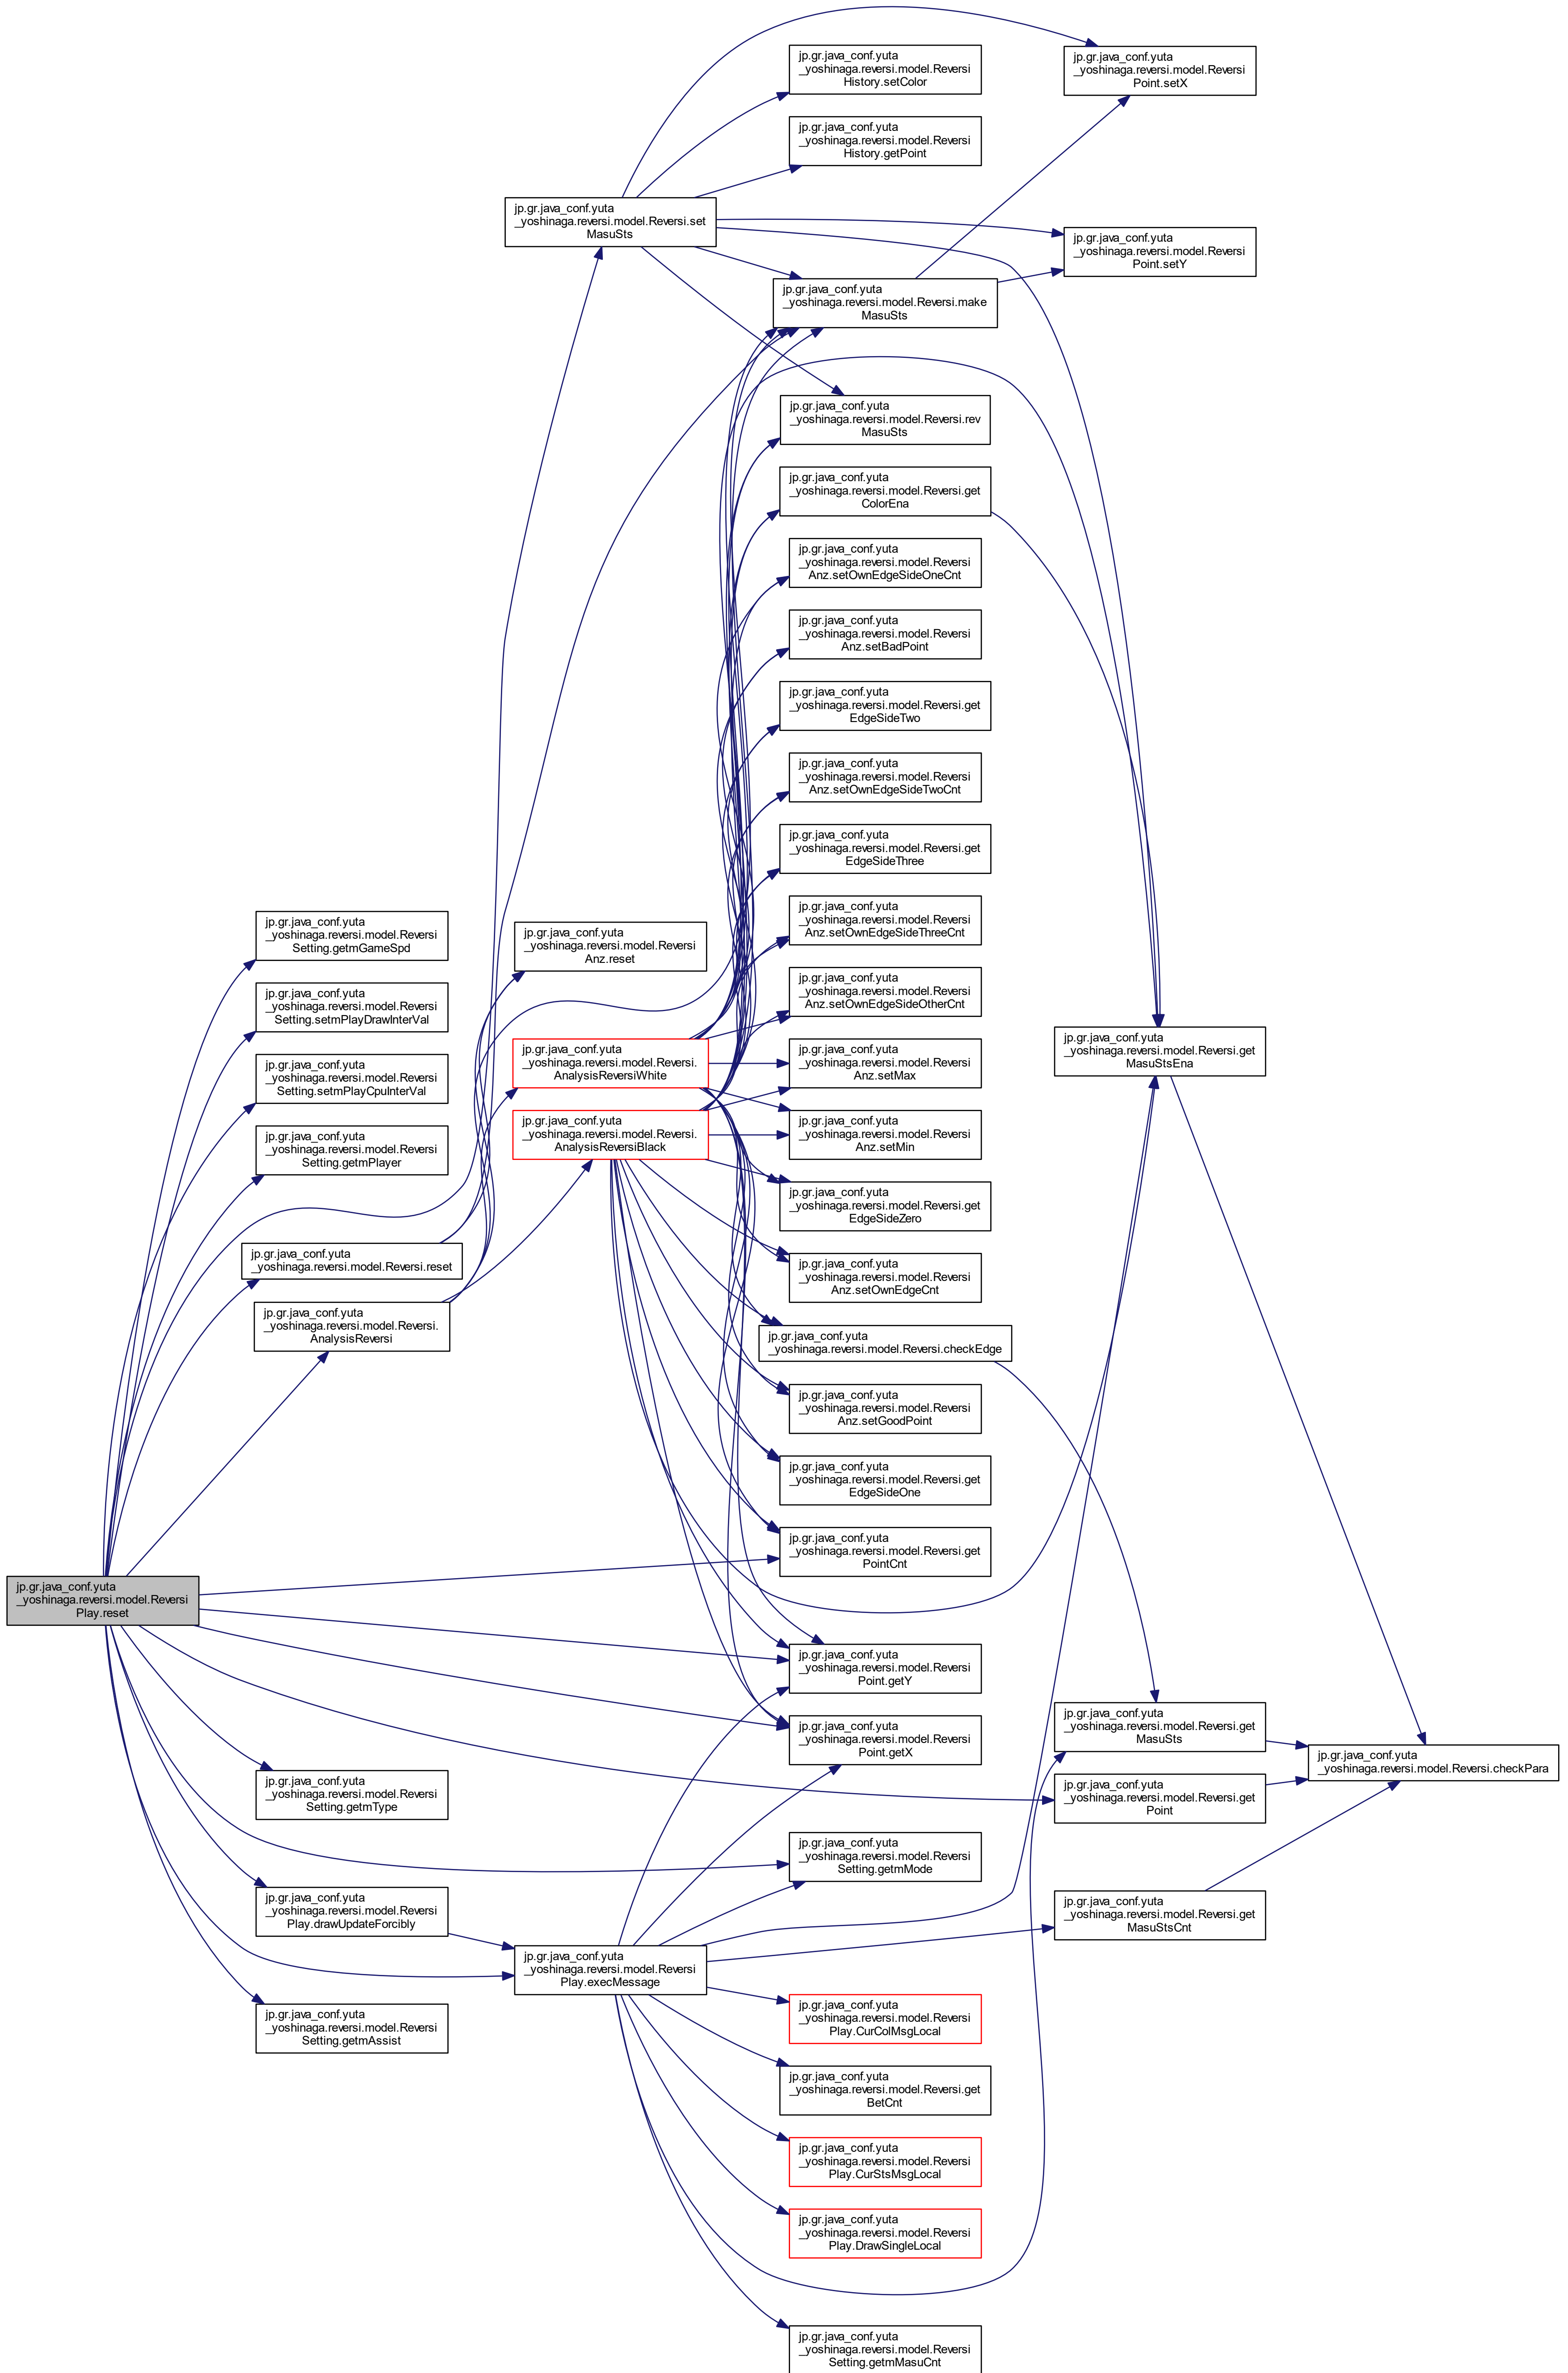 jp.gr.java_conf.yuta
_yoshinaga.reversi.model.Reversi
Play.reset
jp.gr.java_conf.yuta
_yoshinaga.reversi.model.Reversi
Setting.getmGameSpd
jp.gr.java_conf.yuta
_yoshinaga.reversi.model.Reversi
Setting.setmPlayDrawInterVal
jp.gr.java_conf.yuta
_yoshinaga.reversi.model.Reversi
Setting.setmPlayCpuInterVal
jp.gr.java_conf.yuta
_yoshinaga.reversi.model.Reversi
Setting.getmPlayer
jp.gr.java_conf.yuta
_yoshinaga.reversi.model.Reversi.reset
jp.gr.java_conf.yuta
_yoshinaga.reversi.model.Reversi.
AnalysisReversi
jp.gr.java_conf.yuta
_yoshinaga.reversi.model.Reversi
Setting.getmType
jp.gr.java_conf.yuta
_yoshinaga.reversi.model.Reversi
Play.drawUpdateForcibly
jp.gr.java_conf.yuta
_yoshinaga.reversi.model.Reversi
Setting.getmAssist
jp.gr.java_conf.yuta
_yoshinaga.reversi.model.Reversi.set
MasuSts
jp.gr.java_conf.yuta
_yoshinaga.reversi.model.Reversi
Anz.reset
jp.gr.java_conf.yuta
_yoshinaga.reversi.model.Reversi.
AnalysisReversiWhite
jp.gr.java_conf.yuta
_yoshinaga.reversi.model.Reversi.
AnalysisReversiBlack
jp.gr.java_conf.yuta
_yoshinaga.reversi.model.Reversi
Play.execMessage
jp.gr.java_conf.yuta
_yoshinaga.reversi.model.Reversi
History.setColor
jp.gr.java_conf.yuta
_yoshinaga.reversi.model.Reversi
History.getPoint
jp.gr.java_conf.yuta
_yoshinaga.reversi.model.Reversi.make
MasuSts
jp.gr.java_conf.yuta
_yoshinaga.reversi.model.Reversi.rev
MasuSts
jp.gr.java_conf.yuta
_yoshinaga.reversi.model.Reversi.get
ColorEna
jp.gr.java_conf.yuta
_yoshinaga.reversi.model.Reversi
Anz.setOwnEdgeSideOneCnt
jp.gr.java_conf.yuta
_yoshinaga.reversi.model.Reversi
Anz.setBadPoint
jp.gr.java_conf.yuta
_yoshinaga.reversi.model.Reversi.get
EdgeSideTwo
jp.gr.java_conf.yuta
_yoshinaga.reversi.model.Reversi
Anz.setOwnEdgeSideTwoCnt
jp.gr.java_conf.yuta
_yoshinaga.reversi.model.Reversi.get
EdgeSideThree
jp.gr.java_conf.yuta
_yoshinaga.reversi.model.Reversi
Anz.setOwnEdgeSideThreeCnt
jp.gr.java_conf.yuta
_yoshinaga.reversi.model.Reversi
Anz.setOwnEdgeSideOtherCnt
jp.gr.java_conf.yuta
_yoshinaga.reversi.model.Reversi
Anz.setMax
jp.gr.java_conf.yuta
_yoshinaga.reversi.model.Reversi
Anz.setMin
jp.gr.java_conf.yuta
_yoshinaga.reversi.model.Reversi.get
EdgeSideZero
jp.gr.java_conf.yuta
_yoshinaga.reversi.model.Reversi
Anz.setOwnEdgeCnt
jp.gr.java_conf.yuta
_yoshinaga.reversi.model.Reversi.checkEdge
jp.gr.java_conf.yuta
_yoshinaga.reversi.model.Reversi
Anz.setGoodPoint
jp.gr.java_conf.yuta
_yoshinaga.reversi.model.Reversi.get
EdgeSideOne
jp.gr.java_conf.yuta
_yoshinaga.reversi.model.Reversi.get
PointCnt
jp.gr.java_conf.yuta
_yoshinaga.reversi.model.Reversi
Point.getY
jp.gr.java_conf.yuta
_yoshinaga.reversi.model.Reversi
Point.getX
jp.gr.java_conf.yuta
_yoshinaga.reversi.model.Reversi
Setting.getmMode
jp.gr.java_conf.yuta
_yoshinaga.reversi.model.Reversi
Play.CurColMsgLocal
jp.gr.java_conf.yuta
_yoshinaga.reversi.model.Reversi.get
BetCnt
jp.gr.java_conf.yuta
_yoshinaga.reversi.model.Reversi
Play.CurStsMsgLocal
jp.gr.java_conf.yuta
_yoshinaga.reversi.model.Reversi
Play.DrawSingleLocal
jp.gr.java_conf.yuta
_yoshinaga.reversi.model.Reversi
Setting.getmMasuCnt
jp.gr.java_conf.yuta
_yoshinaga.reversi.model.Reversi
Point.setX
jp.gr.java_conf.yuta
_yoshinaga.reversi.model.Reversi
Point.setY
jp.gr.java_conf.yuta
_yoshinaga.reversi.model.Reversi.get
MasuStsEna
jp.gr.java_conf.yuta
_yoshinaga.reversi.model.Reversi.get
MasuSts
jp.gr.java_conf.yuta
_yoshinaga.reversi.model.Reversi.get
Point
jp.gr.java_conf.yuta
_yoshinaga.reversi.model.Reversi.get
MasuStsCnt
jp.gr.java_conf.yuta
_yoshinaga.reversi.model.Reversi.checkPara